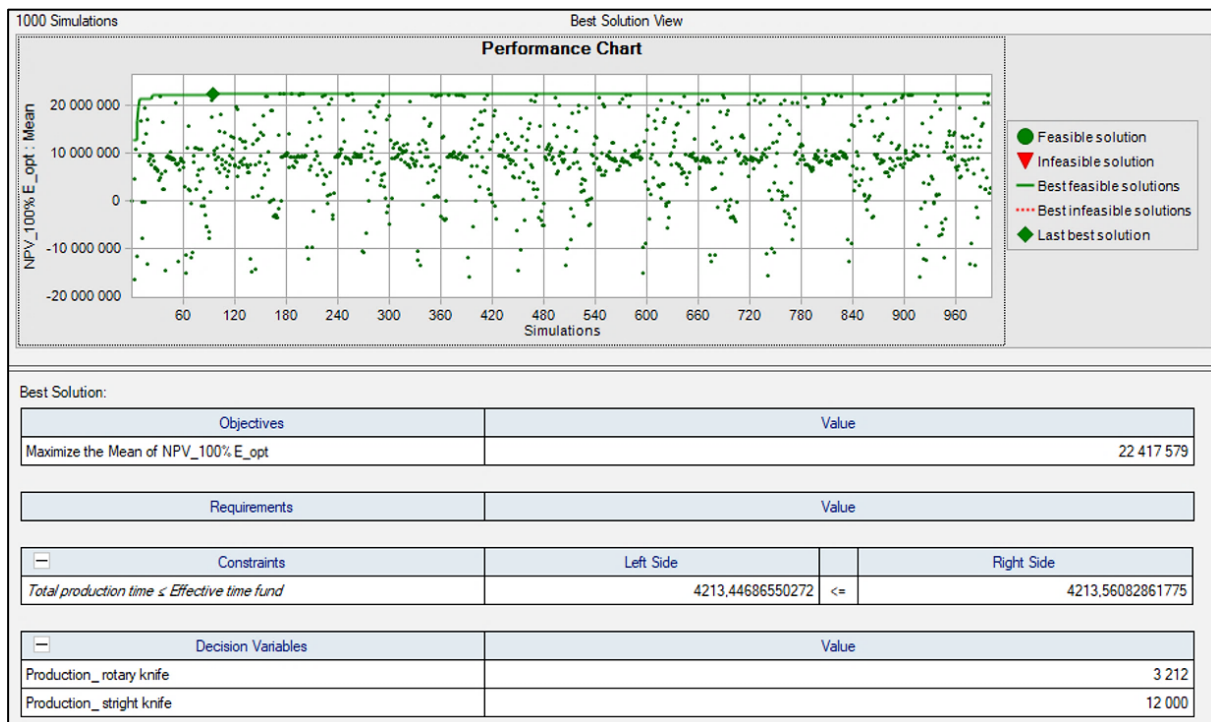 1000 Simulations Best Solution View
Performance Chart
NPV_100% E_opt : Mean
20 000 000
10 000 000
0
-10 000 000
-20 000 000
60 120 180 240 300 360 420 480 540 600 660 720 780 840 900 960
Simulations
Feasible solution
Infeasible solution
Best feasible solutions
Best infeasible solutions
Last best solution
Best Solution:
Objectives Value
Maximize the Mean of NPV_100% E_opt 22 417 579
Requirements Value
Constraints Left Side Right Side
Total production time ≤ Effective time fund 4213,44686550272 <= 4213,56082861775
Decision Variables Value
Production_ rotary knife 3 212
Production_ stright knife 12 000